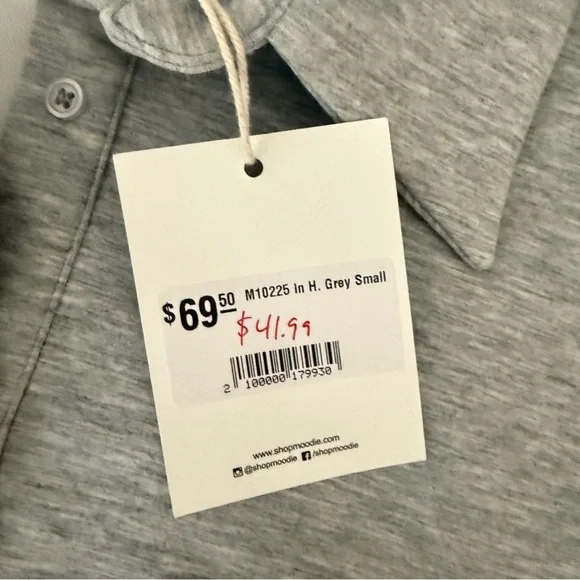 $69.50 M10225 in H. Grey Small
$41.99
2 100000 179930
www.shopmoodie.com
@shopmoodie f/shopmoodie